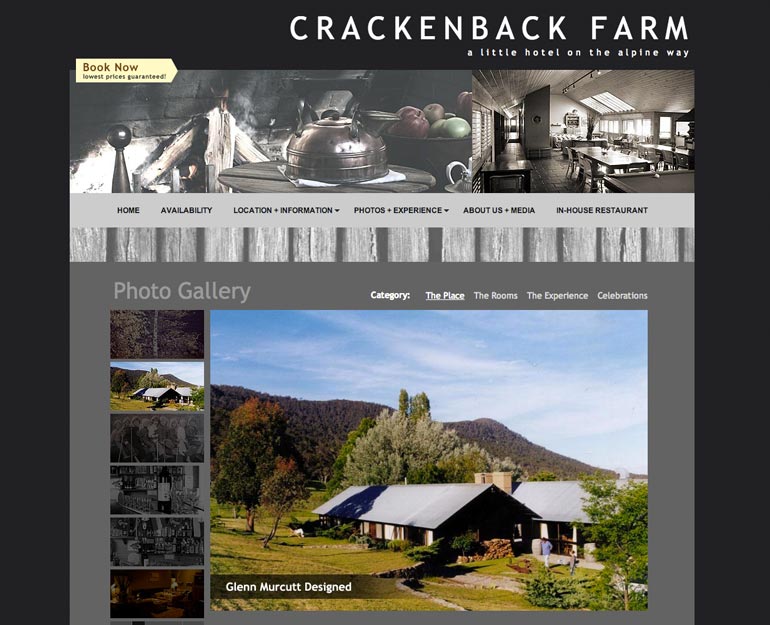 CRACKENBACK FARM
a little hotel on the alpine way
Book Now
lowest prices guaranteed!
HOME AVAILABILITY LOCATION + INFORMATION PHOTOS + EXPERIENCE ABOUT US + MEDIA IN-HOUSE RESTAURANT
Photo Gallery
Category: The Place The Rooms The Experience Celebrations
Glenn Murcutt Designed